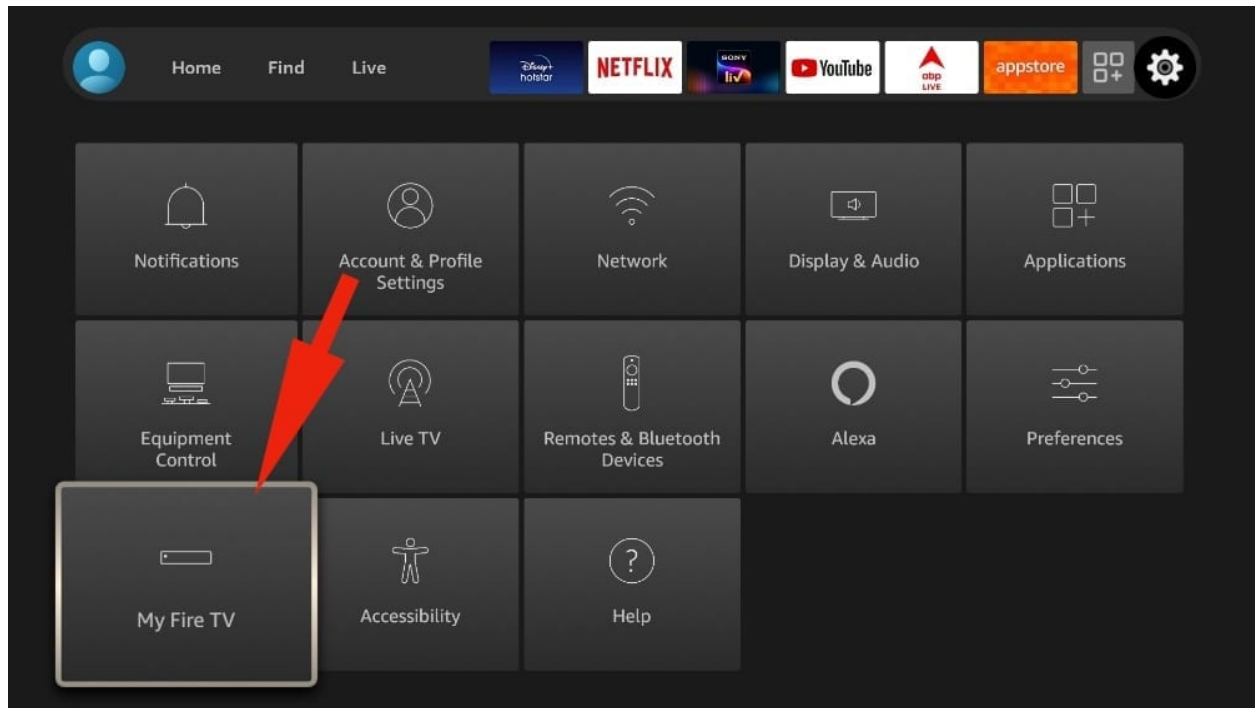 Home Find Live Disney+ hotstar NETFLIX SONY liv YouTube abp LIVE appstore
Notifications
Account & Profile
Settings
Network
Display & Audio
Applications
Equipment
Control
Live TV
Remotes & Bluetooth
Devices
Alexa
Preferences
My Fire TV
Accessibility
? 
Help